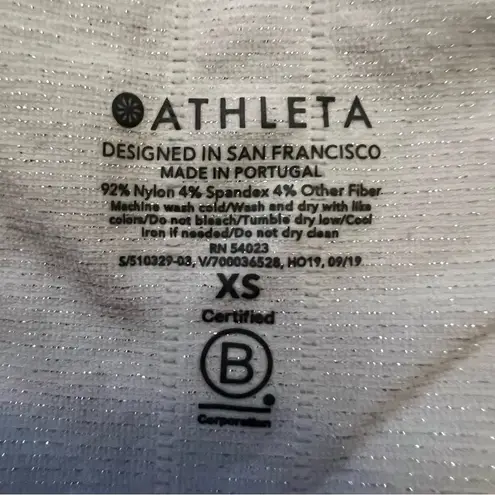 ATHLETA
DESIGNED IN SAN FRANCISCO
MADE IN PORTUGAL
92% Nylon 4% Spandex 4% Other Fiber
Machine wash cold/Wash and dry with like
colors/Do not bleach/Tumble dry low/Cool
Iron if needed/Do not dry clean
RN 54023
S/510329-03, V/700036528, HO19, 09/19
XS
Certified
B
Corporation